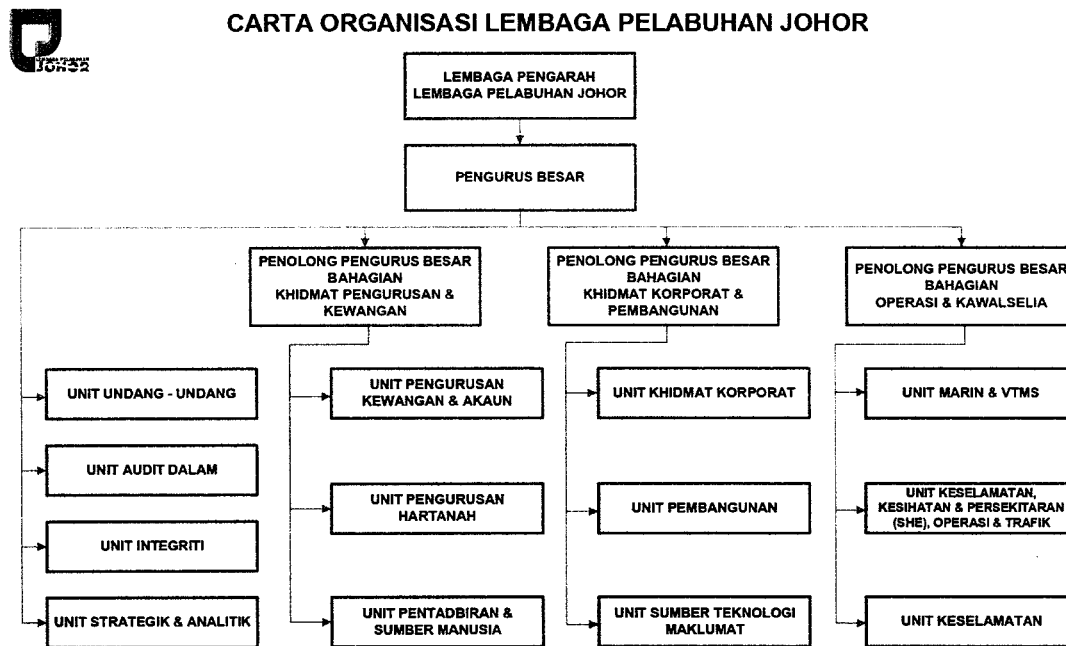 CARTA ORGANISASI LEMBAGA PELABUHAN JOHOR
LEMBAGA PELABUHAN
JOHOR
LEMBAGA PENGARAH
LEMBAGA PELABUHAN JOHOR
PENGURUS BESAR
PENOLONG PENGURUS BESAR
BAHAGIAN
KHIDMAT PENGURUSAN &
KEWANGAN
PENOLONG PENGURUS BESAR
BAHAGIAN
KHIDMAT KORPORAT &
PEMBANGUNAN
PENOLONG PENGURUS BESAR
BAHAGIAN
OPERASI & KAWALSELIA
UNIT UNDANG - UNDANG
UNIT AUDIT DALAM
UNIT INTEGRITI
UNIT STRATEGIK & ANALITIK
UNIT PENGURUSAN
KEWANGAN & AKAUN
UNIT PENGURUSAN
HARTANAH
UNIT PENTADBIRAN &
SUMBER MANUSIA
UNIT KHIDMAT KORPORAT
UNIT PEMBANGUNAN
UNIT SUMBER TEKNOLOGI
MAKLUMAT
UNIT MARIN & VTMS
UNIT KESELAMATAN,
KESIHATAN & PERSEKITARAN
(SHE), OPERASI & TRAFIK
UNIT KESELAMATAN